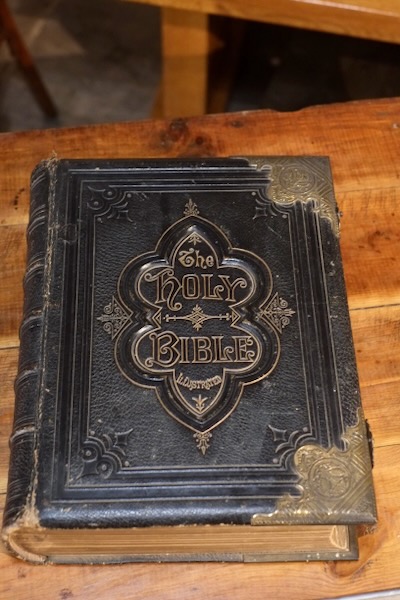 The
HOLY
BIBLE
ILLUSTRATED